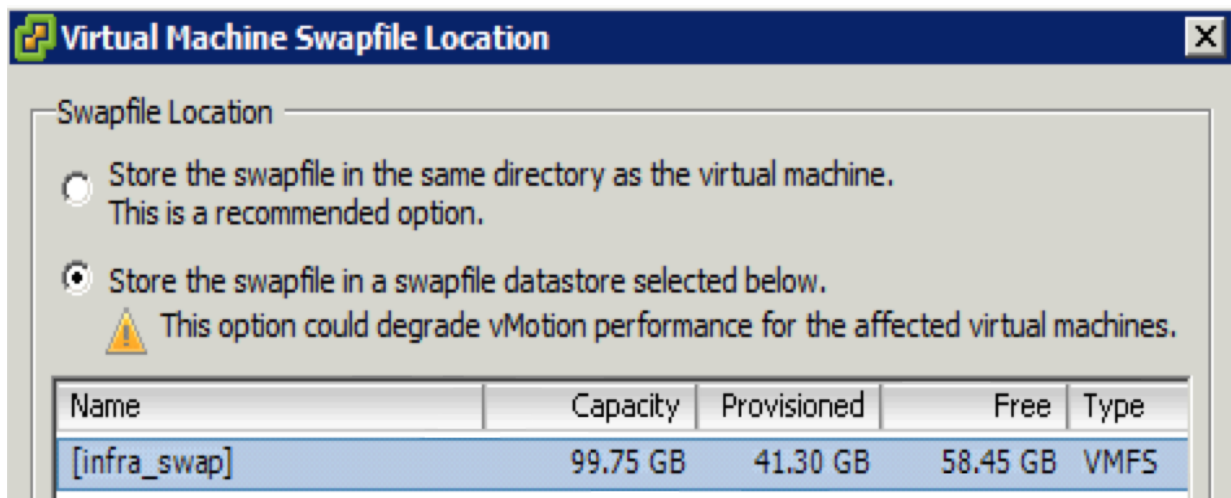 Virtual Machine Swapfile Location
Swapfile Location
Store the swapfile in the same directory as the virtual machine.
This is a recommended option.
Store the swapfile in a swapfile datastore selected below.
This option could degrade vMotion performance for the affected virtual machines.
Name Capacity Provisioned Free Type
[infra_swap] 99.75 GB 41.30 GB 58.45 GB VMFS